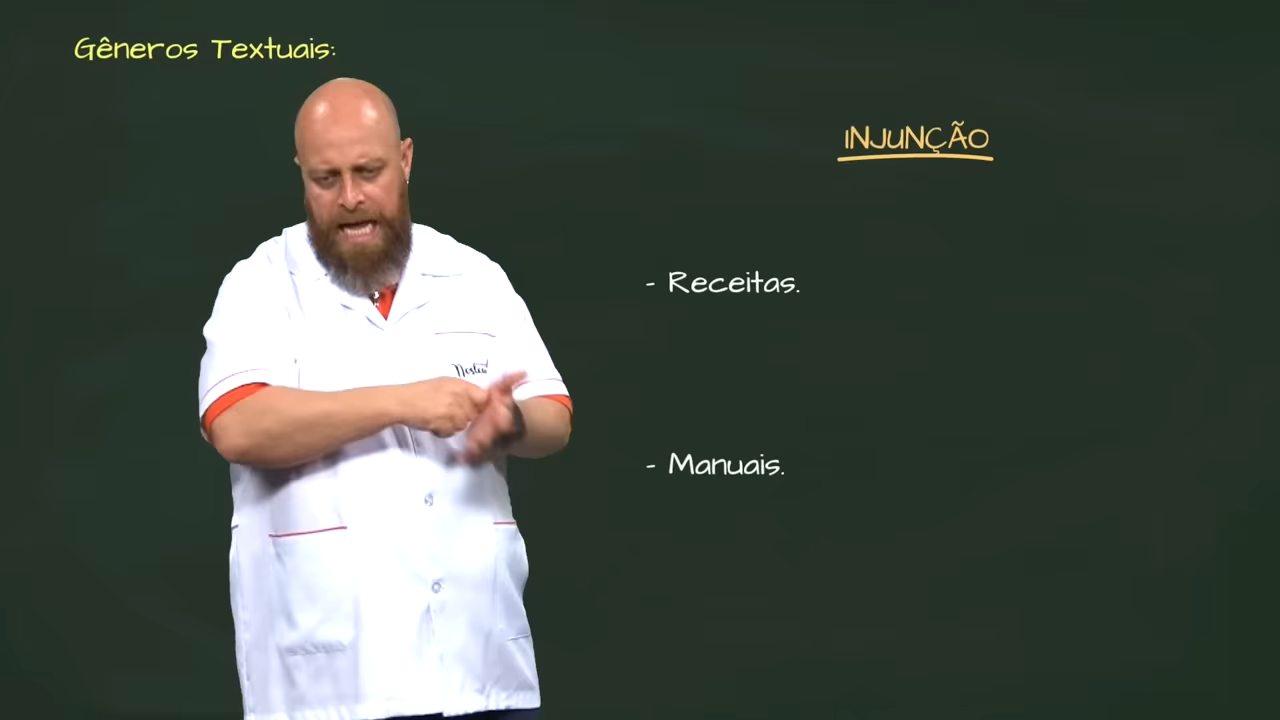 Gêneros Textuais:
INJUNÇÃO
- Receitas.
- Manuais.